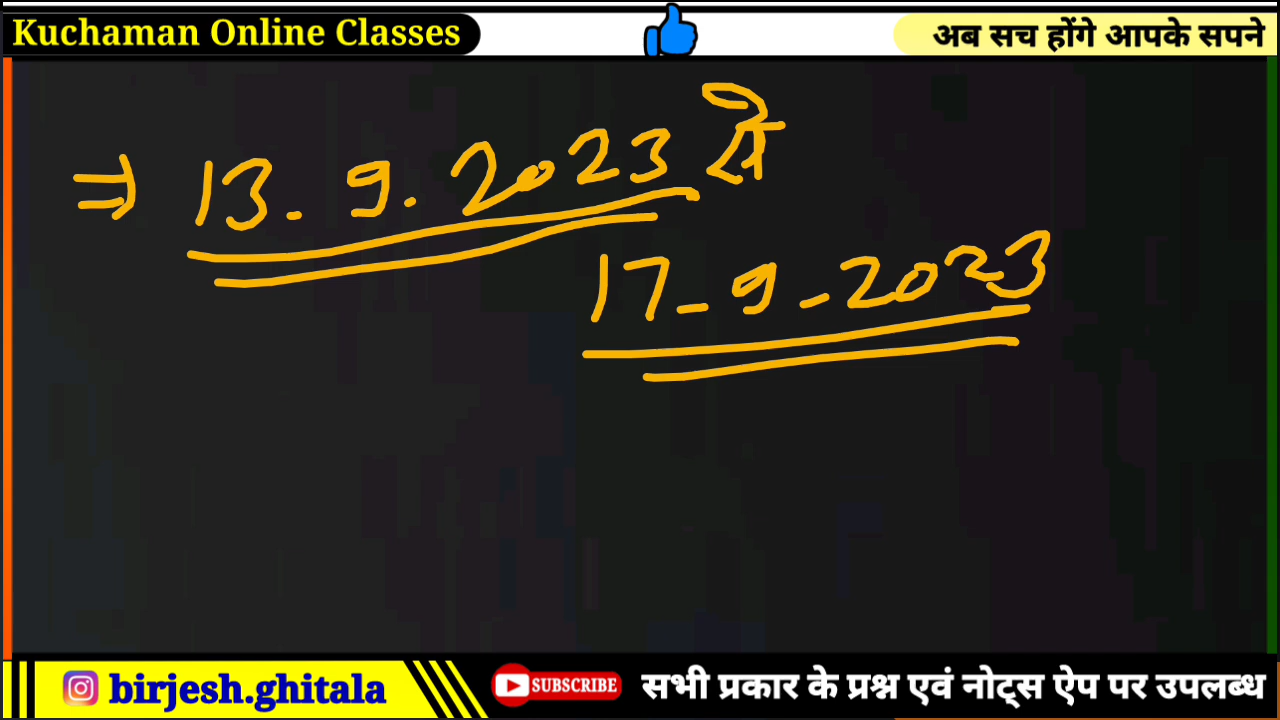 Kuchaman Online Classes
अब सच होंगे आपके सपने
⇒ 13-9.2023 से
17-9-2023
birjesh.ghitala
SUBSCRIBE
सभी प्रकार के प्रश्न एवं नोट्स ऐप पर उपलब्ध